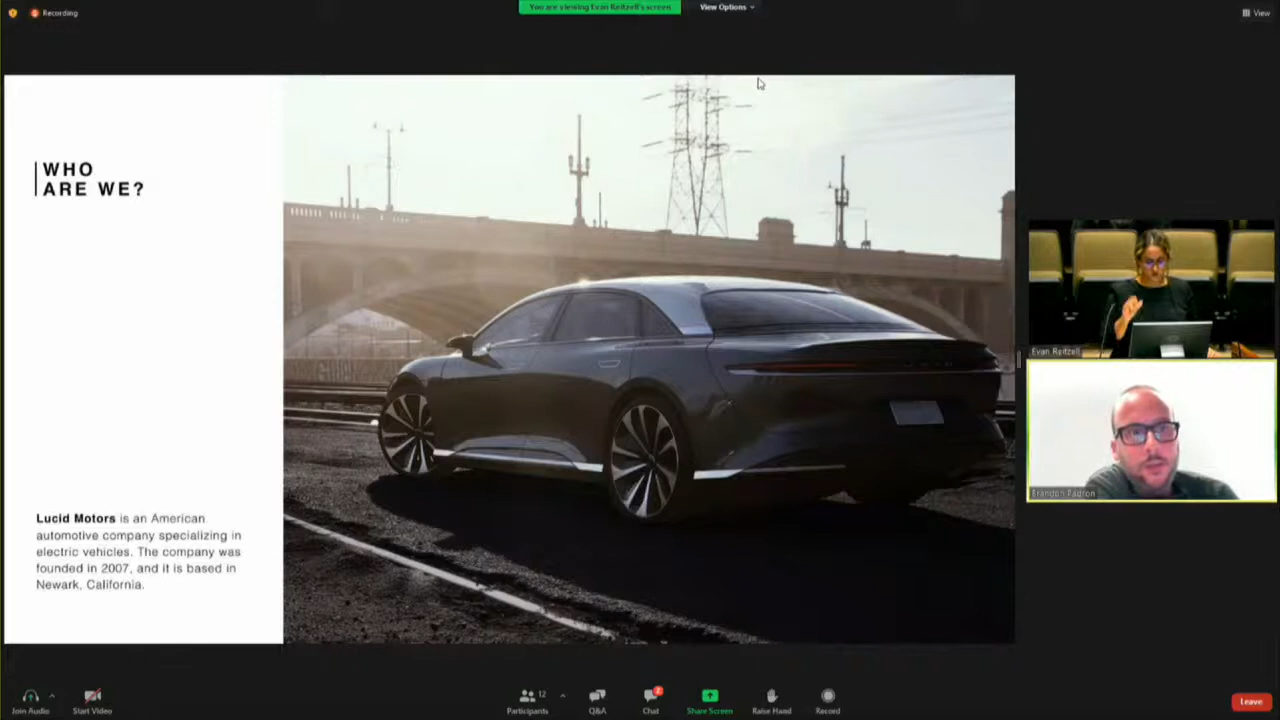 Recording
You are viewing Evan Reitzell's screen
View Options
View
WHO
ARE WE?
Evan Reitzell
Brandon Padron
Lucid Motors is an American
automotive company specializing in
electric vehicles. The company was
founded in 2007, and it is based in
Newark, California.
Join Audio
Start Video
12
Participants
Q&A
2
Chat
Share Screen
Raise Hand
Record
Leave